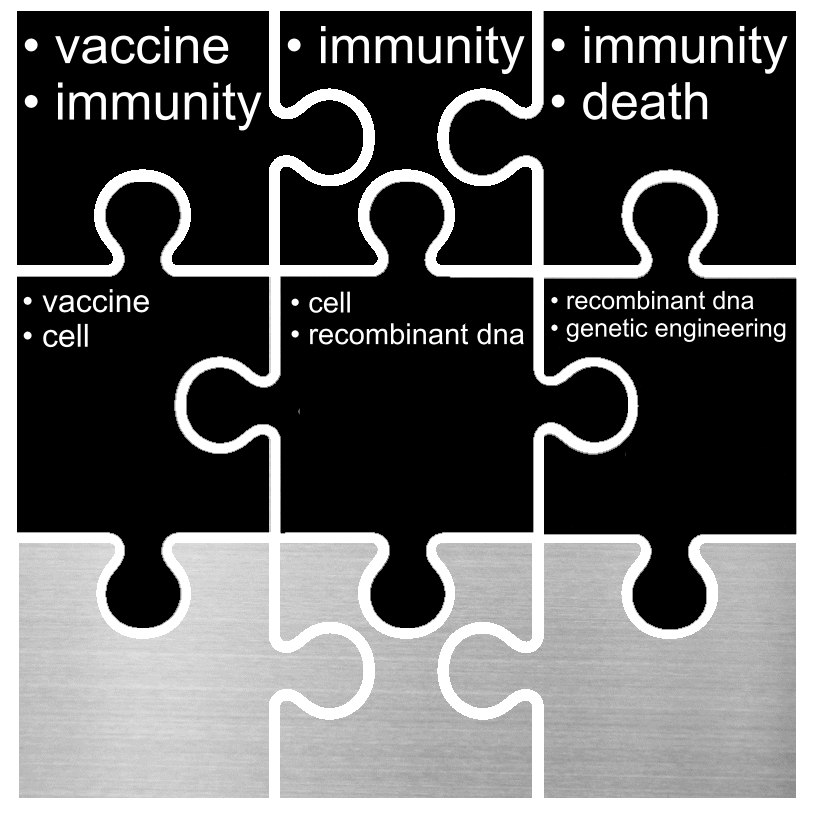 • vaccine
• immunity
• immunity
• immunity
• death
• vaccine
• cell
• cell
• recombinant dna
• recombinant dna
• genetic engineering